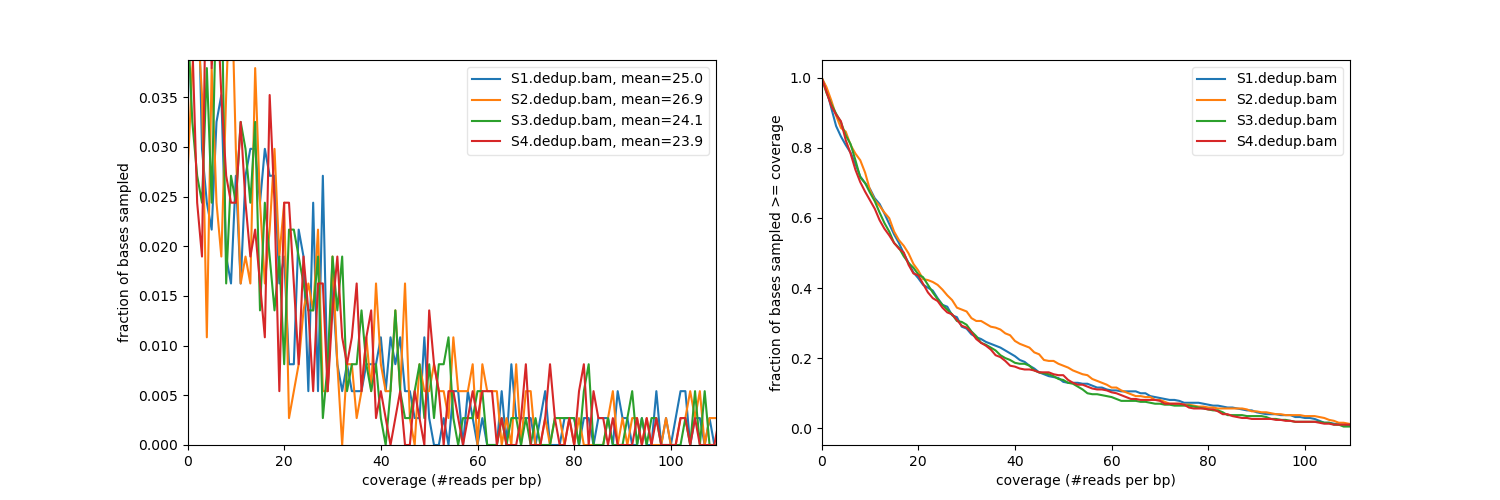 fraction of bases sampled
0.035
0.030
0.025
0.020
0.015
0.010
0.005
0.000
0 20 40 60 80 100
coverage (#reads per bp)
S1.dedup.bam, mean=25.0
S2.dedup.bam, mean=26.9
S3.dedup.bam, mean=24.1
S4.dedup.bam, mean=23.9
fraction of bases sampled >= coverage
1.0
0.8
0.6
0.4
0.2
0.0
0 20 40 60 80 100
coverage (#reads per bp)
S1.dedup.bam
S2.dedup.bam
S3.dedup.bam
S4.dedup.bam